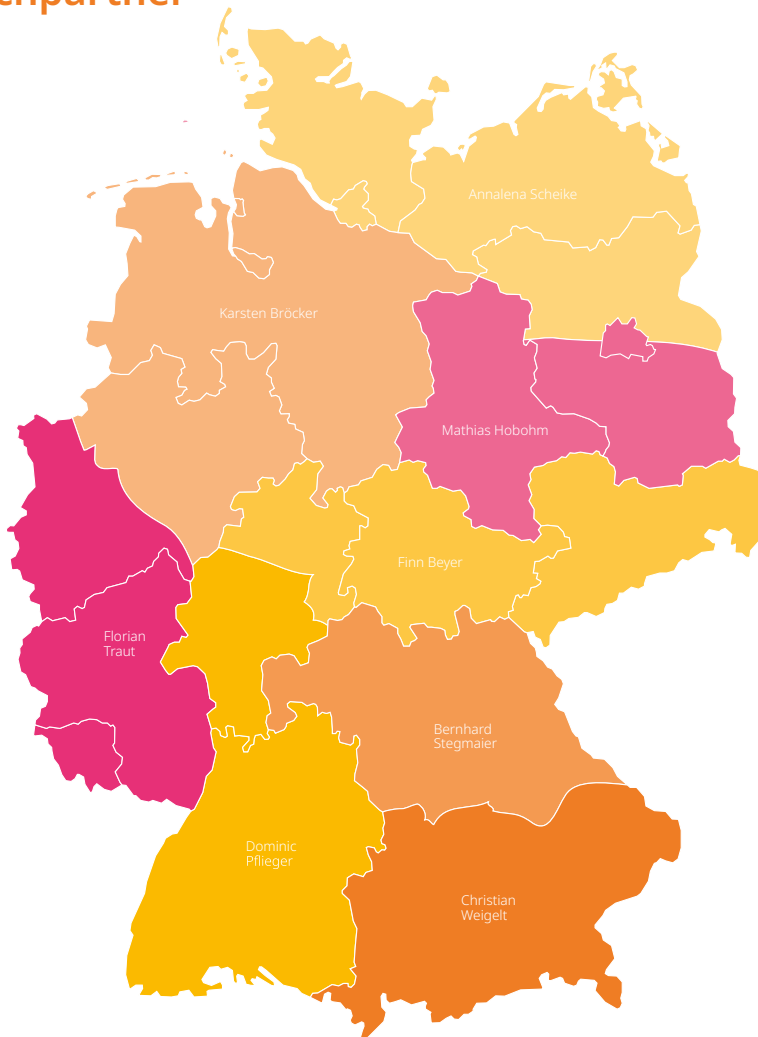 Annalena Scheike
Karsten Bröcker
Mathias Hobohm
Finn Beyer
Florian
Traut
Bernhard
Stegmaier
Dominic
Pflieger
Christian
Weigelt